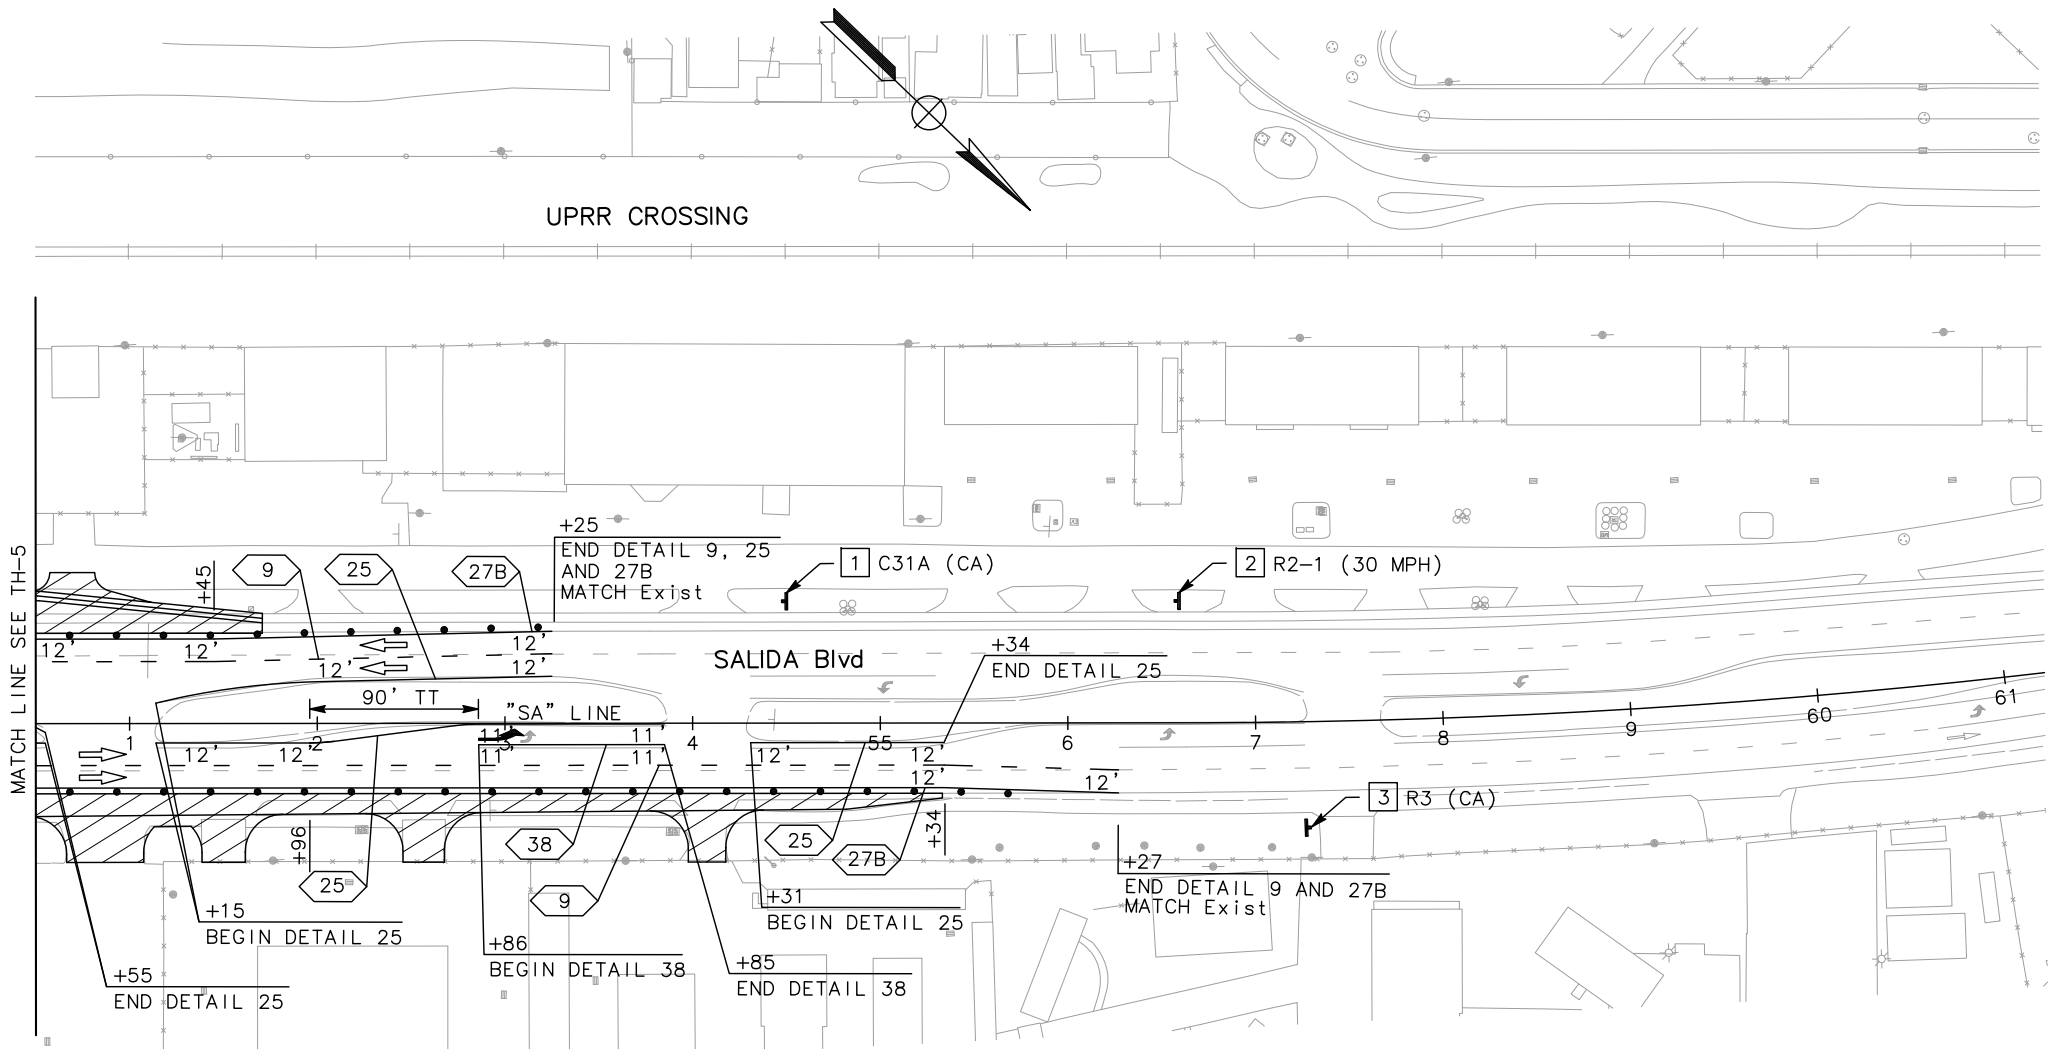 UPRR CROSSING
MATCH LINE SEE TH-5
+45
9
25
27B
+25
END DETAIL 9, 25
AND 27B
MATCH Exist
1 C31A (CA)
2 R2-1 (30 MPH)
12'
12'
12'
12'
12'
SALIDA Blvd
+34
END DETAIL 25
90' TT
"SA" LINE
1
2
3
4
55
6
7
8
9
60
61
12'
12'
11'
11'
11'
11'
12'
12'
12'
12'
3 R3 (CA)
+96
38
25
27B
+34
25
9
+27
END DETAIL 9 AND 27B
MATCH Exist
+15
BEGIN DETAIL 25
+31
BEGIN DETAIL 25
+86
BEGIN DETAIL 38
+85
END DETAIL 38
+55
END DETAIL 25